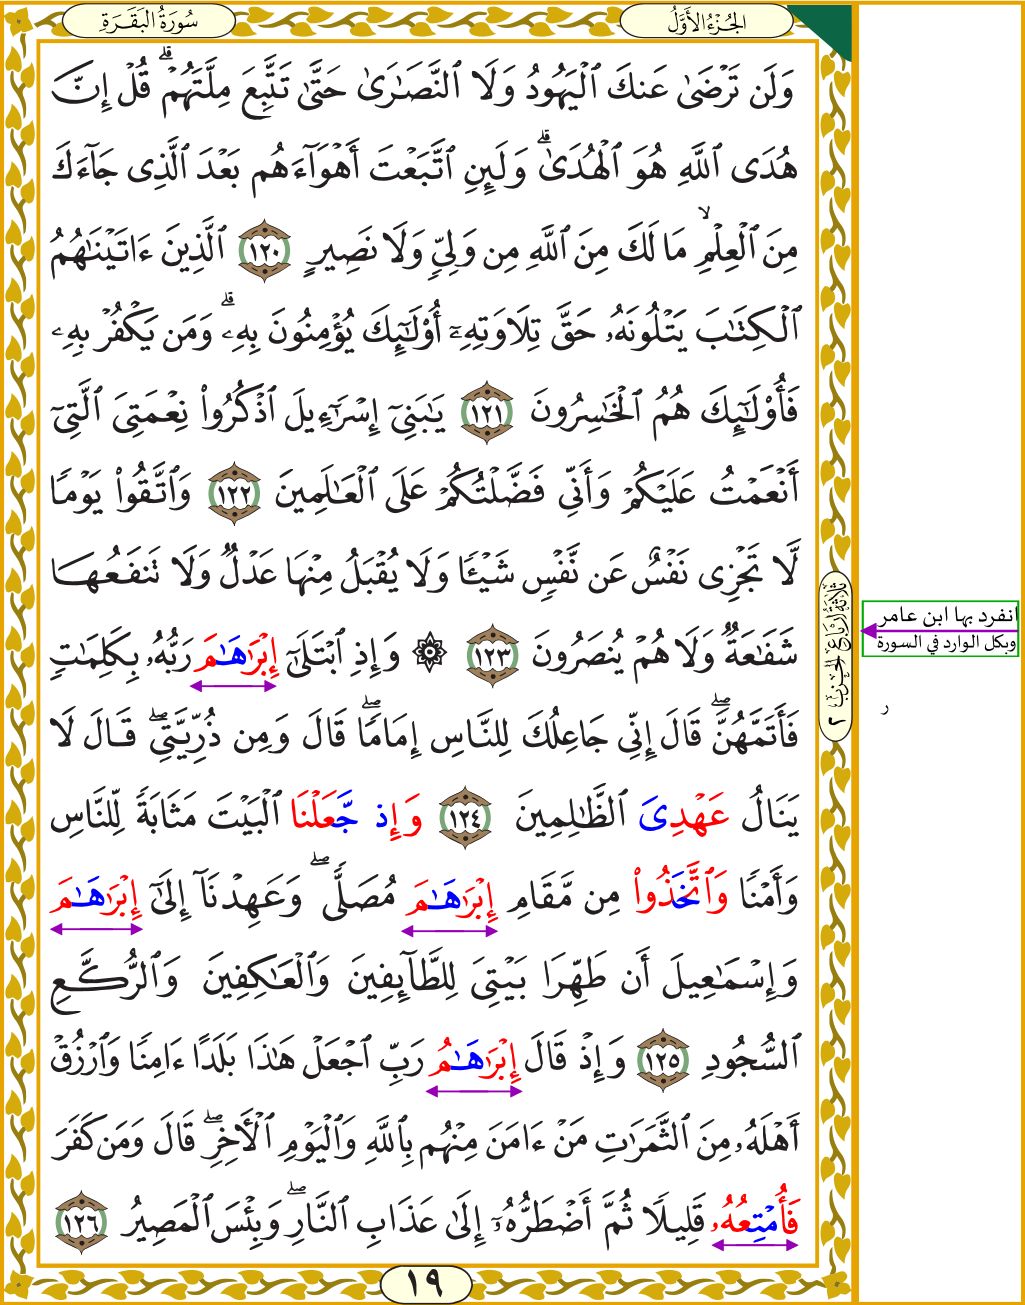 سُورَةُ البَقَرَةِ
الجُزْءُ الأَوَّلُ
وَلَن تَرْضَىٰ عَنكَ ٱلْيَهُودُ وَلَا ٱلنَّصَـٰرَىٰ حَتَّىٰ تَتَّبِعَ مِلَّتَهُمْ ۗ قُلْ إِنَّ
هُدَى ٱللَّهِ هُوَ ٱلْهُدَىٰ ۗ وَلَئِنِ ٱتَّبَعْتَ أَهْوَآءَهُم بَعْدَ ٱلَّذِى جَآءَكَ
مِنَ ٱلْعِلْمِ ۙ مَا لَكَ مِنَ ٱللَّهِ مِن وَلِىٍّ وَلَا نَصِيرٍ ١٢٠ ٱلَّذِينَ ءَاتَيْنَـٰهُمُ
ٱلْكِتَـٰبَ يَتْلُونَهُۥ حَقَّ تِلَاوَتِهِۦٓ أُوْلَـٰٓئِكَ يُؤْمِنُونَ بِهِۦ ۗ وَمَن يَكْفُرْ بِهِۦ
فَأُوْلَـٰٓئِكَ هُمُ ٱلْخَـٰسِرُونَ ١٢١ يَـٰبَنِىٓ إِسْرَٰٓءِيلَ ٱذْكُرُواْ نِعْمَتِىَ ٱلَّتِىٓ
أَنْعَمْتُ عَلَيْكُمْ وَأَنِّى فَضَّلْتُكُمْ عَلَى ٱلْعَـٰلَمِينَ ١٢٢ وَٱتَّقُواْ يَوْمًا
لَّا تَجْزِى نَفْسٌ عَن نَّفْسٍ شَيْـًٔا وَلَا يُقْبَلُ مِنْهَا عَدْلٌ وَلَا تَنفَعُهَا
شَفَـٰعَةٌ وَلَا هُمْ يُنصَرُونَ ١٢٣ ۞ وَإِذِ ٱبْتَلَىٰٓ إِبْرَٰهَـٰمَ رَبُّهُۥ بِكَلِمَـٰتٍ
فَأَتَمَّهُنَّ ۖ قَالَ إِنِّى جَاعِلُكَ لِلنَّاسِ إِمَامًا ۖ قَالَ وَمِن ذُرِّيَّتِى ۖ قَالَ لَا
يَنَالُ عَهْدِىَ ٱلظَّـٰلِمِينَ ١٢٤ وَإِذ جَّعَلْنَا ٱلْبَيْتَ مَثَابَةً لِّلنَّاسِ
وَأَمْنًا وَٱتَّخَذُواْ مِن مَّقَامِ إِبْرَٰهَـٰمَ مُصَلًّى ۖ وَعَهِدْنَآ إِلَىٰٓ إِبْرَٰهَـٰمَ
وَإِسْمَـٰعِيلَ أَن طَهِّرَا بَيْتِىَ لِلطَّآئِفِينَ وَٱلْعَـٰكِفِينَ وَٱلرُّكَّعِ
ٱلسُّجُودِ ١٢٥ وَإِذْ قَالَ إِبْرَٰهَـٰمُ رَبِّ ٱجْعَلْ هَـٰذَا بَلَدًا ءَامِنًا وَٱرْزُقْ
أَهْلَهُۥ مِنَ ٱلثَّمَرَٰتِ مَنْ ءَامَنَ مِنْهُم بِٱللَّهِ وَٱلْيَوْمِ ٱلْأَخِرِ ۖ قَالَ وَمَن كَفَرَ
فَأُمْتِعُهُۥ قَلِيلًا ثُمَّ أَضْطَرُّهُۥٓ إِلَىٰ عَذَابِ ٱلنَّارِ ۖ وَبِئْسَ ٱلْمَصِيرُ ١٢٦
١٩
ثَلَاثَةُ أَرْبَاعِ الحِزْبِ ٢
انفرد بها ابن عامر
وبكل الوارد في السورة
ر